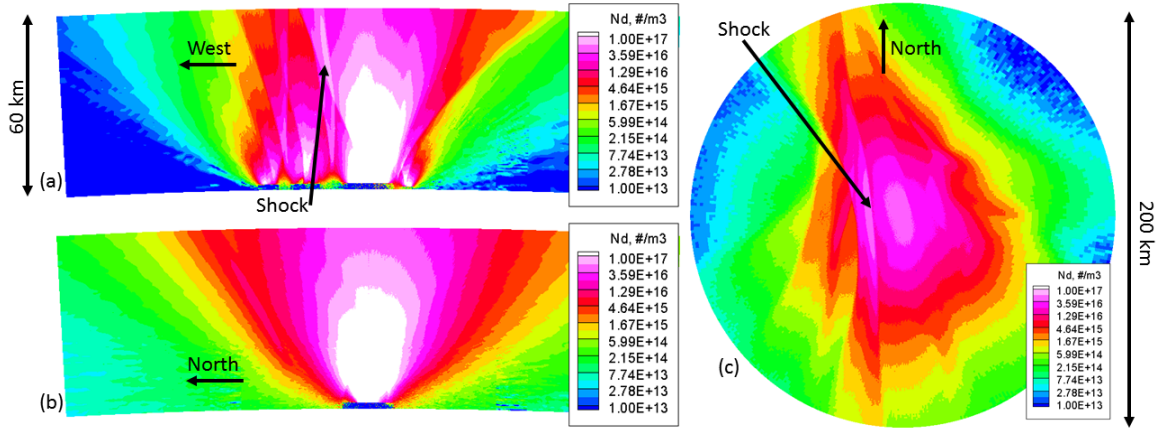 60 km
West
(a)
Shock
Nd, #/m3
1.00E+17
3.59E+16
1.29E+16
4.64E+15
1.67E+15
5.99E+14
2.15E+14
7.74E+13
2.78E+13
1.00E+13
North
(b)
Nd, #/m3
1.00E+17
3.59E+16
1.29E+16
4.64E+15
1.67E+15
5.99E+14
2.15E+14
7.74E+13
2.78E+13
1.00E+13
Shock
North
(c)
200 km
Nd, #/m3
1.00E+17
3.59E+16
1.29E+16
4.64E+15
1.67E+15
5.99E+14
2.15E+14
7.74E+13
2.78E+13
1.00E+13